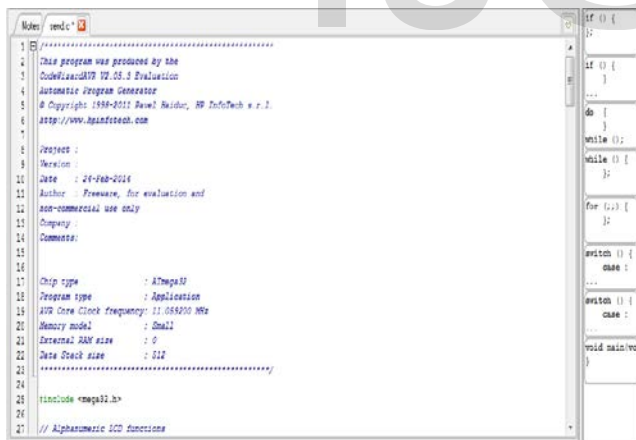 Notes send.c *
1 /****************************************************
2 This program was produced by the
3 CodeWizardAVR V2.05.3 Evaluation
4 Automatic Program Generator
5 © Copyright 1998-2011 Pavel Haiduc, HP InfoTech s.r.l.
6 http://www.hpinfotech.com
7
8 Project :
9 Version :
10 Date    : 24-Feb-2014
11 Author  : Freeware, for evaluation and
12 non-commercial use only
13 Company :
14 Comments:
15
16
17 Chip type               : ATmega32
18 Program type            : Application
19 AVR Core Clock frequency: 11.059200 MHz
20 Memory model            : Small
21 External RAM size       : 0
22 Data Stack size         : 512
23 *****************************************************/
24
25 #include <mega32.h>
26
27 // Alphanumeric LCD functions
if () {
};
if () {
}
...
do {
}
while ();
while () {
};
for (;;) {
};
switch () {
case :
...
switch () {
case :
...
void main(vo
}